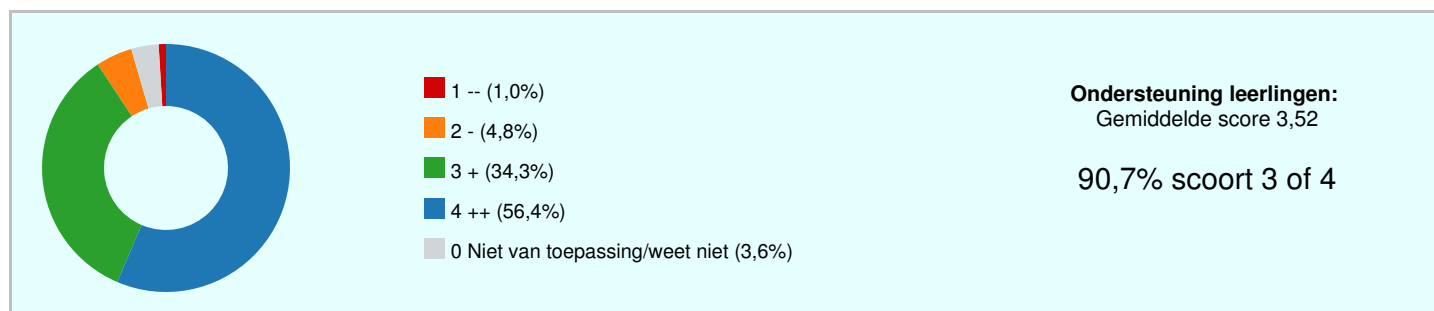 1 -- (1,0%)
2 - (4,8%)
3 + (34,3%)
4 ++ (56,4%)
0 Niet van toepassing/weet niet (3,6%)
Ondersteuning leerlingen:
Gemiddelde score 3,52
90,7% scoort 3 of 4